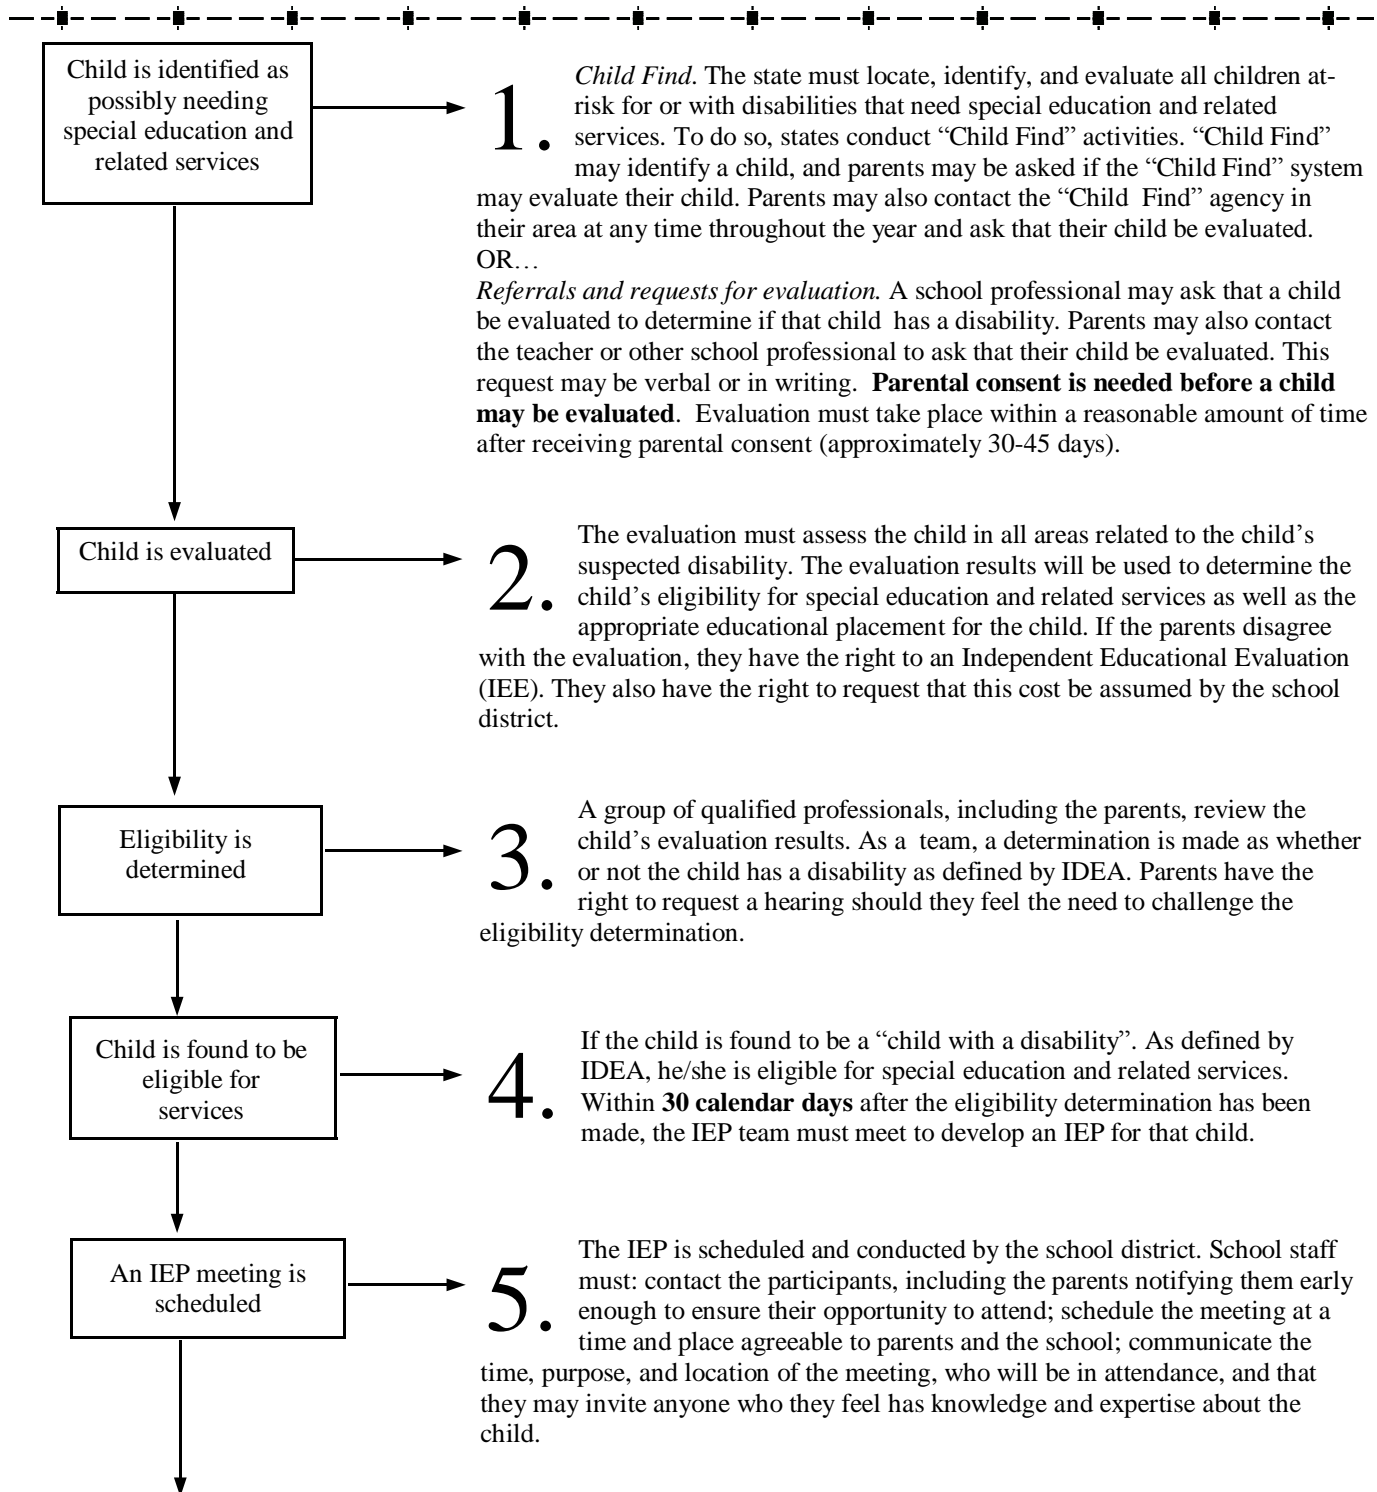 Child is identified as
possibly needing
special education and
related services
1.
Child Find. The state must locate, identify, and evaluate all children at-
risk for or with disabilities that need special education and related
services. To do so, states conduct “Child Find” activities. “Child Find”
may identify a child, and parents may be asked if the “Child Find” system
may evaluate their child. Parents may also contact the “Child Find” agency in
their area at any time throughout the year and ask that their child be evaluated.
OR…
Referrals and requests for evaluation. A school professional may ask that a child
be evaluated to determine if that child has a disability. Parents may also contact
the teacher or other school professional to ask that their child be evaluated. This
request may be verbal or in writing. Parental consent is needed before a child
may be evaluated. Evaluation must take place within a reasonable amount of time
after receiving parental consent (approximately 30-45 days).
Child is evaluated
2.
The evaluation must assess the child in all areas related to the child’s
suspected disability. The evaluation results will be used to determine the
child’s eligibility for special education and related services as well as the
appropriate educational placement for the child. If the parents disagree
with the evaluation, they have the right to an Independent Educational Evaluation
(IEE). They also have the right to request that this cost be assumed by the school
district.
Eligibility is
determined
3.
A group of qualified professionals, including the parents, review the
child’s evaluation results. As a team, a determination is made as whether
or not the child has a disability as defined by IDEA. Parents have the
right to request a hearing should they feel the need to challenge the
eligibility determination.
Child is found to be
eligible for
services
4.
If the child is found to be a “child with a disability”. As defined by
IDEA, he/she is eligible for special education and related services.
Within 30 calendar days after the eligibility determination has been
made, the IEP team must meet to develop an IEP for that child.
An IEP meeting is
scheduled
5.
The IEP is scheduled and conducted by the school district. School staff
must: contact the participants, including the parents notifying them early
enough to ensure their opportunity to attend; schedule the meeting at a
time and place agreeable to parents and the school; communicate the
time, purpose, and location of the meeting, who will be in attendance, and that
they may invite anyone who they feel has knowledge and expertise about the
child.